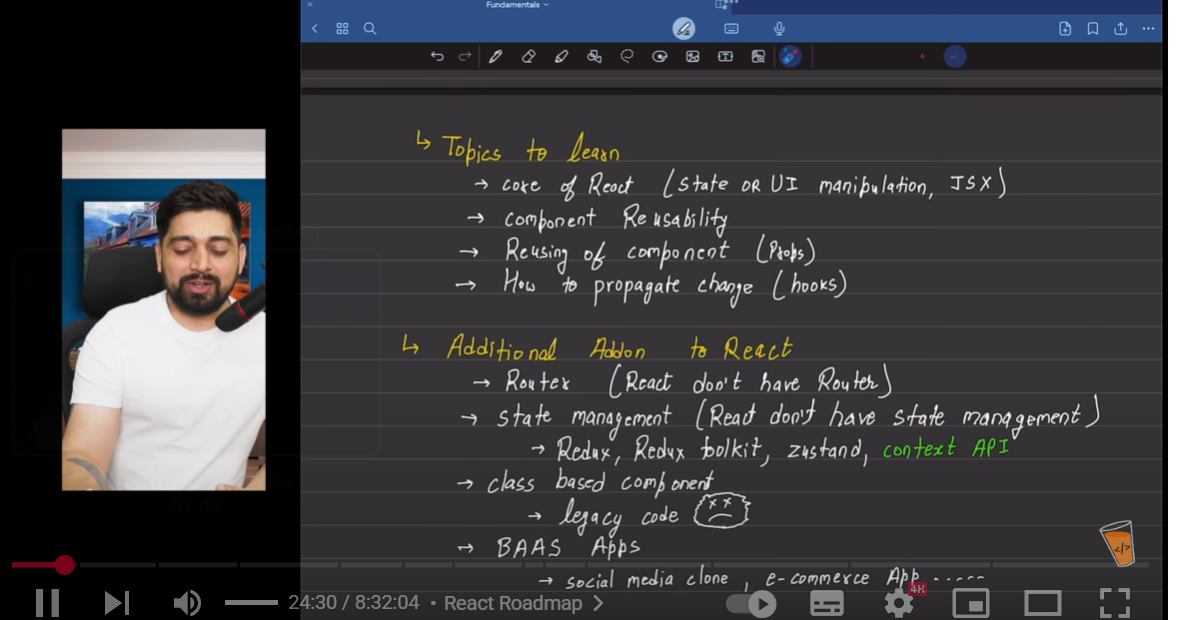 Fundamentals
Topics to learn
→ core of React (state OR UI manipulation, JSX)
→ component Reusability
→ Reusing of component (Props)
→ How to propagate change (hooks)
Additional Addon to React
→ Router (React don't have Router)
→ state management (React don't have state management)
→ Redux, Redux toolkit, zustand, context API
→ class based component
→ legacy code
→ BAAS Apps
→ social media clone, e-commerce App .....
</>
51:42
24:30 / 8:32:04 • React Roadmap
4K